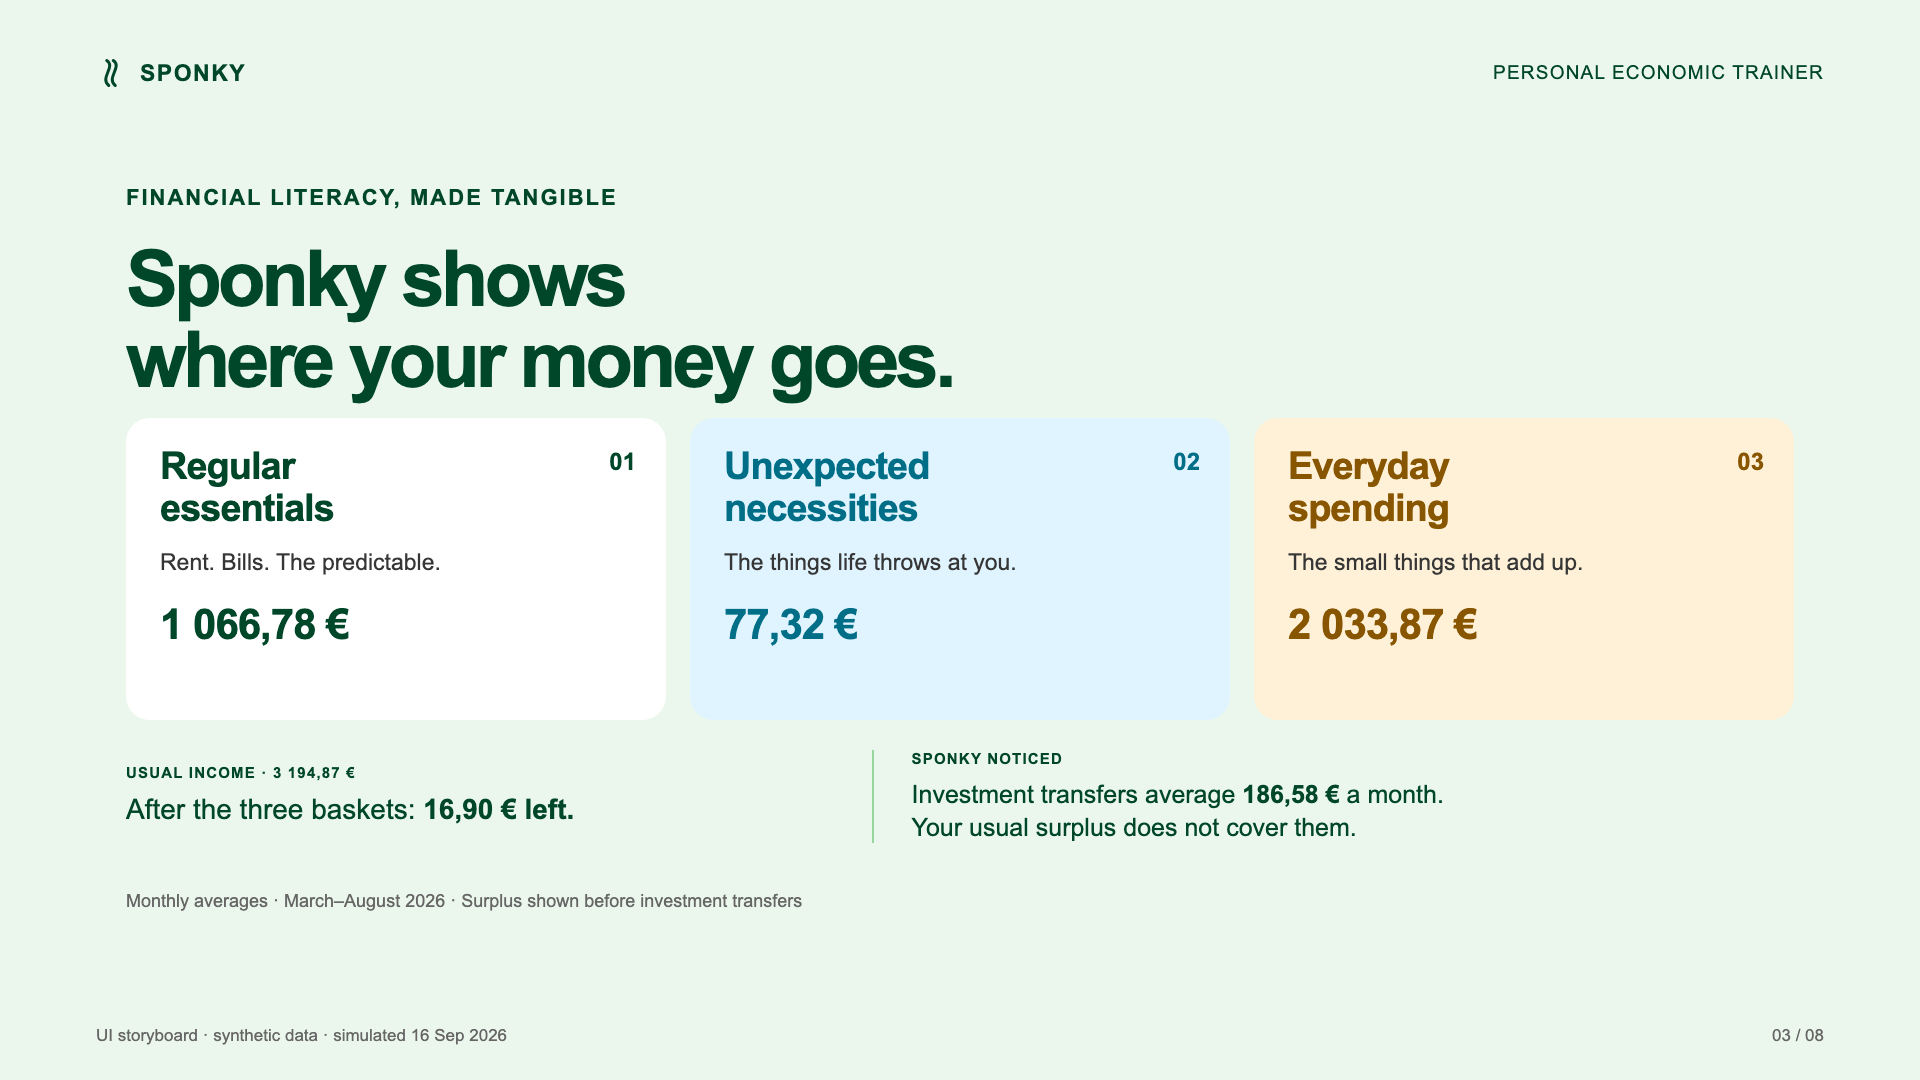 SPONKY
PERSONAL ECONOMIC TRAINER
FINANCIAL LITERACY, MADE TANGIBLE
Sponky shows
where your money goes.
Regular
essentials
01
Rent. Bills. The predictable.
1 066,78 €
Unexpected
necessities
02
The things life throws at you.
77,32 €
Everyday
spending
03
The small things that add up.
2 033,87 €
USUAL INCOME · 3 194,87 €
After the three baskets: 16,90 € left.
SPONKY NOTICED
Investment transfers average 186,58 € a month.
Your usual surplus does not cover them.
Monthly averages · March–August 2026 · Surplus shown before investment transfers
UI storyboard · synthetic data · simulated 16 Sep 2026
03 / 08